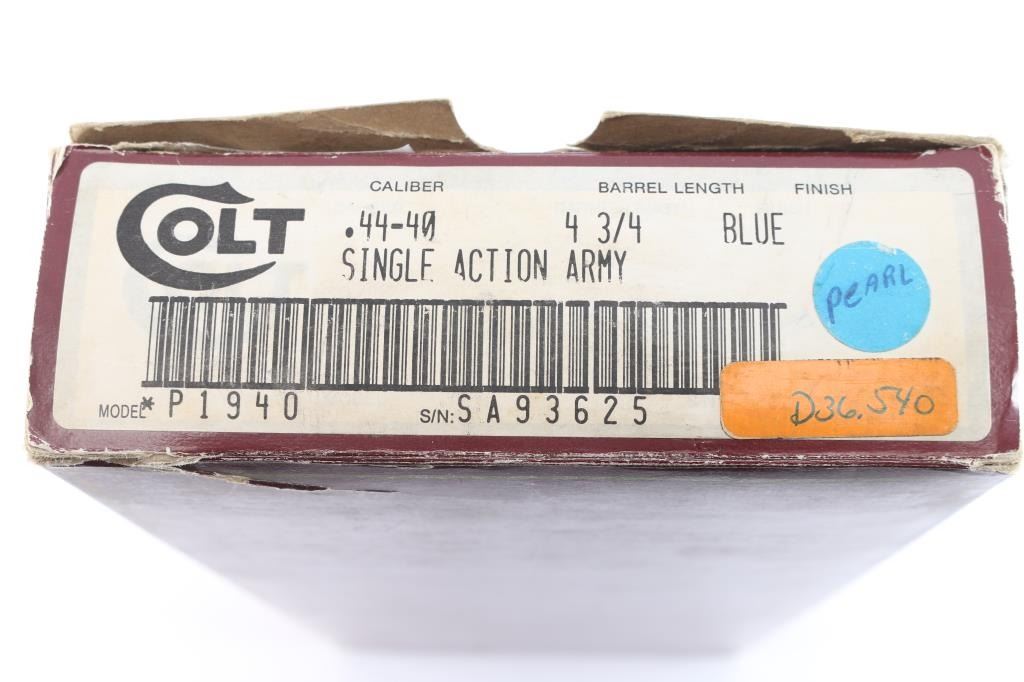 COLT
CALIBER BARREL LENGTH FINISH
.44-40 4 3/4 BLUE
SINGLE ACTION ARMY
PeARL
MODEL * P1940 S/N: SA93625
D36.540